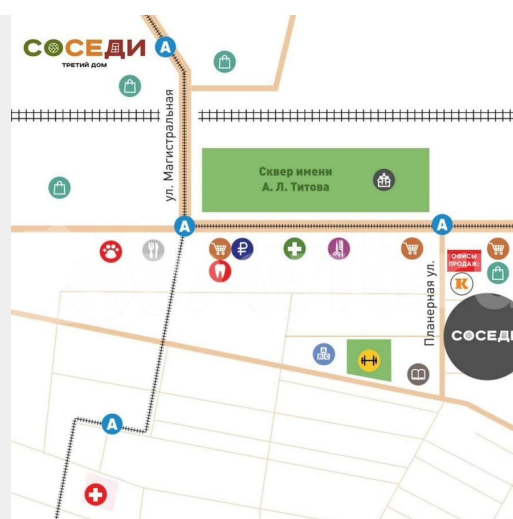 СОСЕДИ
ТРЕТИЙ ДОМ
А
ул. Магистральная
Сквер имени
А. Л. Титова
А
А
₽
Планерная ул.
ОФИСЫ
ПРОДАЖ:
К
СОСЕДИ
А